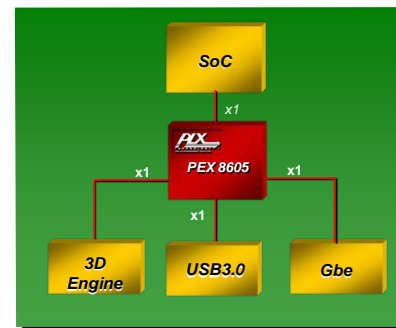 SoC
x1
PLX
PEX 8605
x1
x1
x1
3D
Engine
USB3.0
Gbe